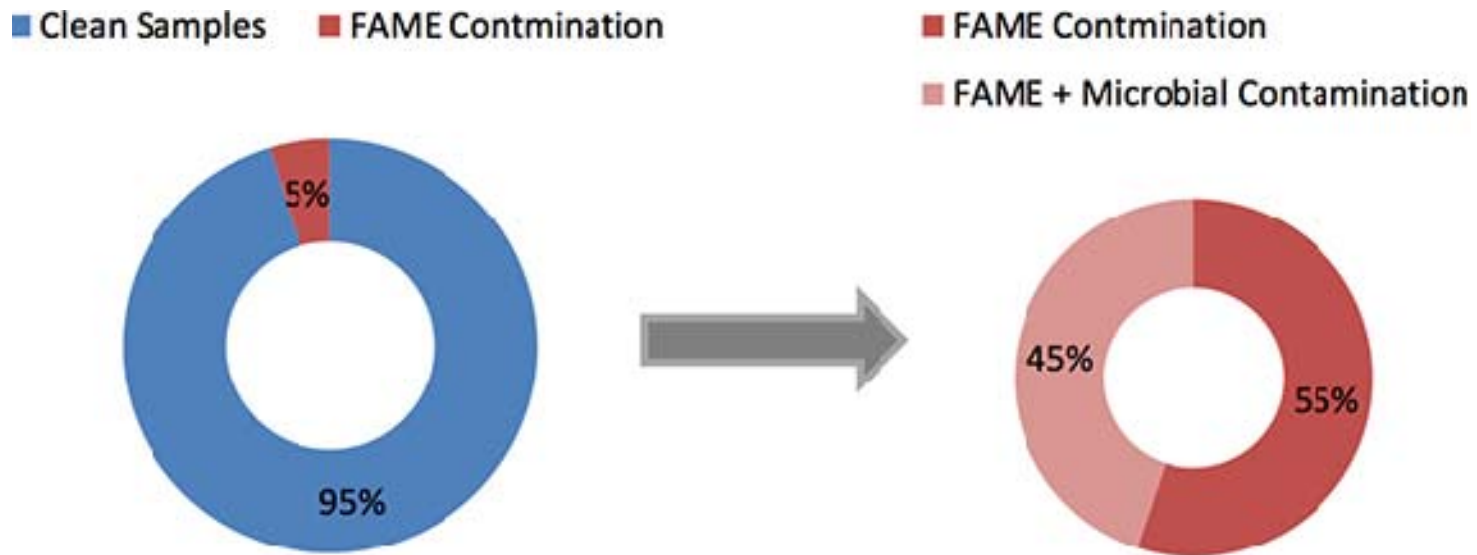 Clean Samples FAME Contmination
FAME Contmination
FAME + Microbial Contamination
5%
95%
45%
55%